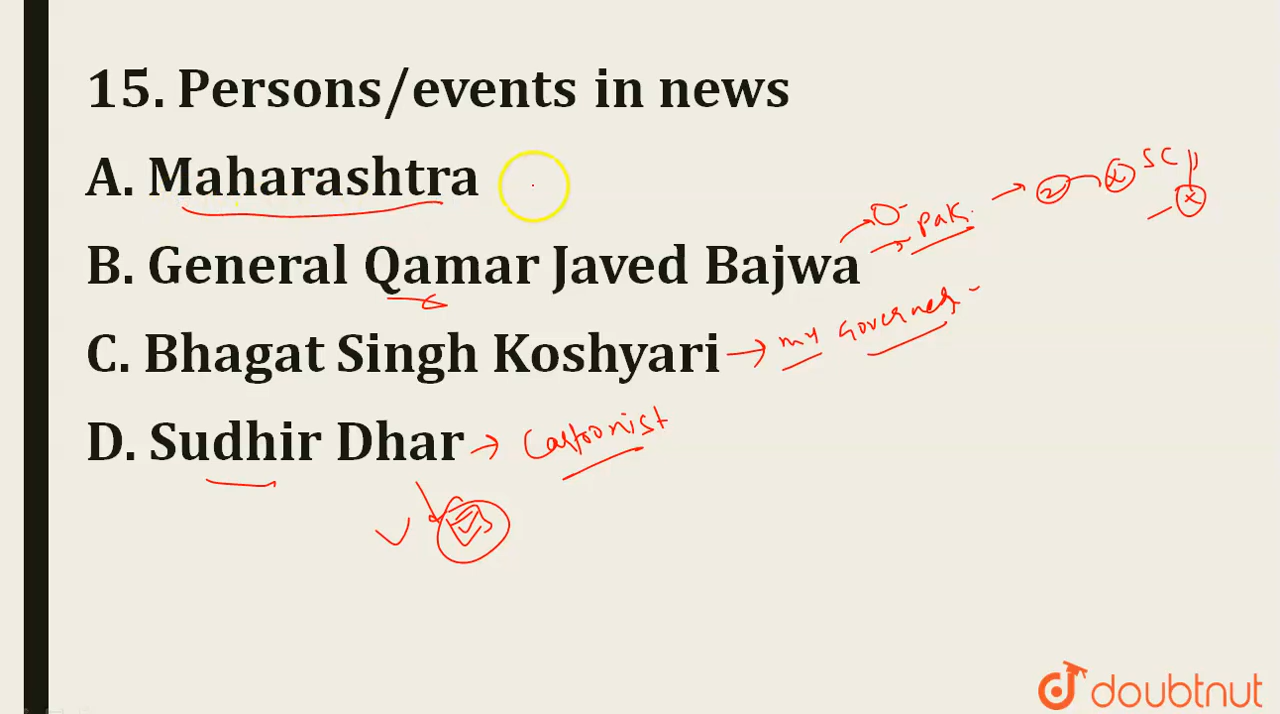 15. Persons/events in news
A. Maharashtra
SC
Pak.
B. General Qamar Javed Bajwa
C. Bhagat Singh Koshyari → Governer
D. Sudhir Dhar → Cartoonist
doubtnut